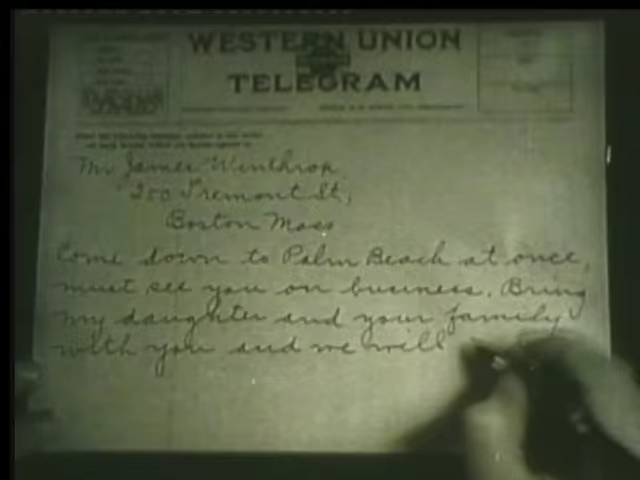 WESTERN UNION
TELEGRAM
Mr James Winthrop
250 Tremont St,
Boston Mass
Come down to Palm Beach at once,
must see you on business. Bring
my daughter and your family
with you and we will